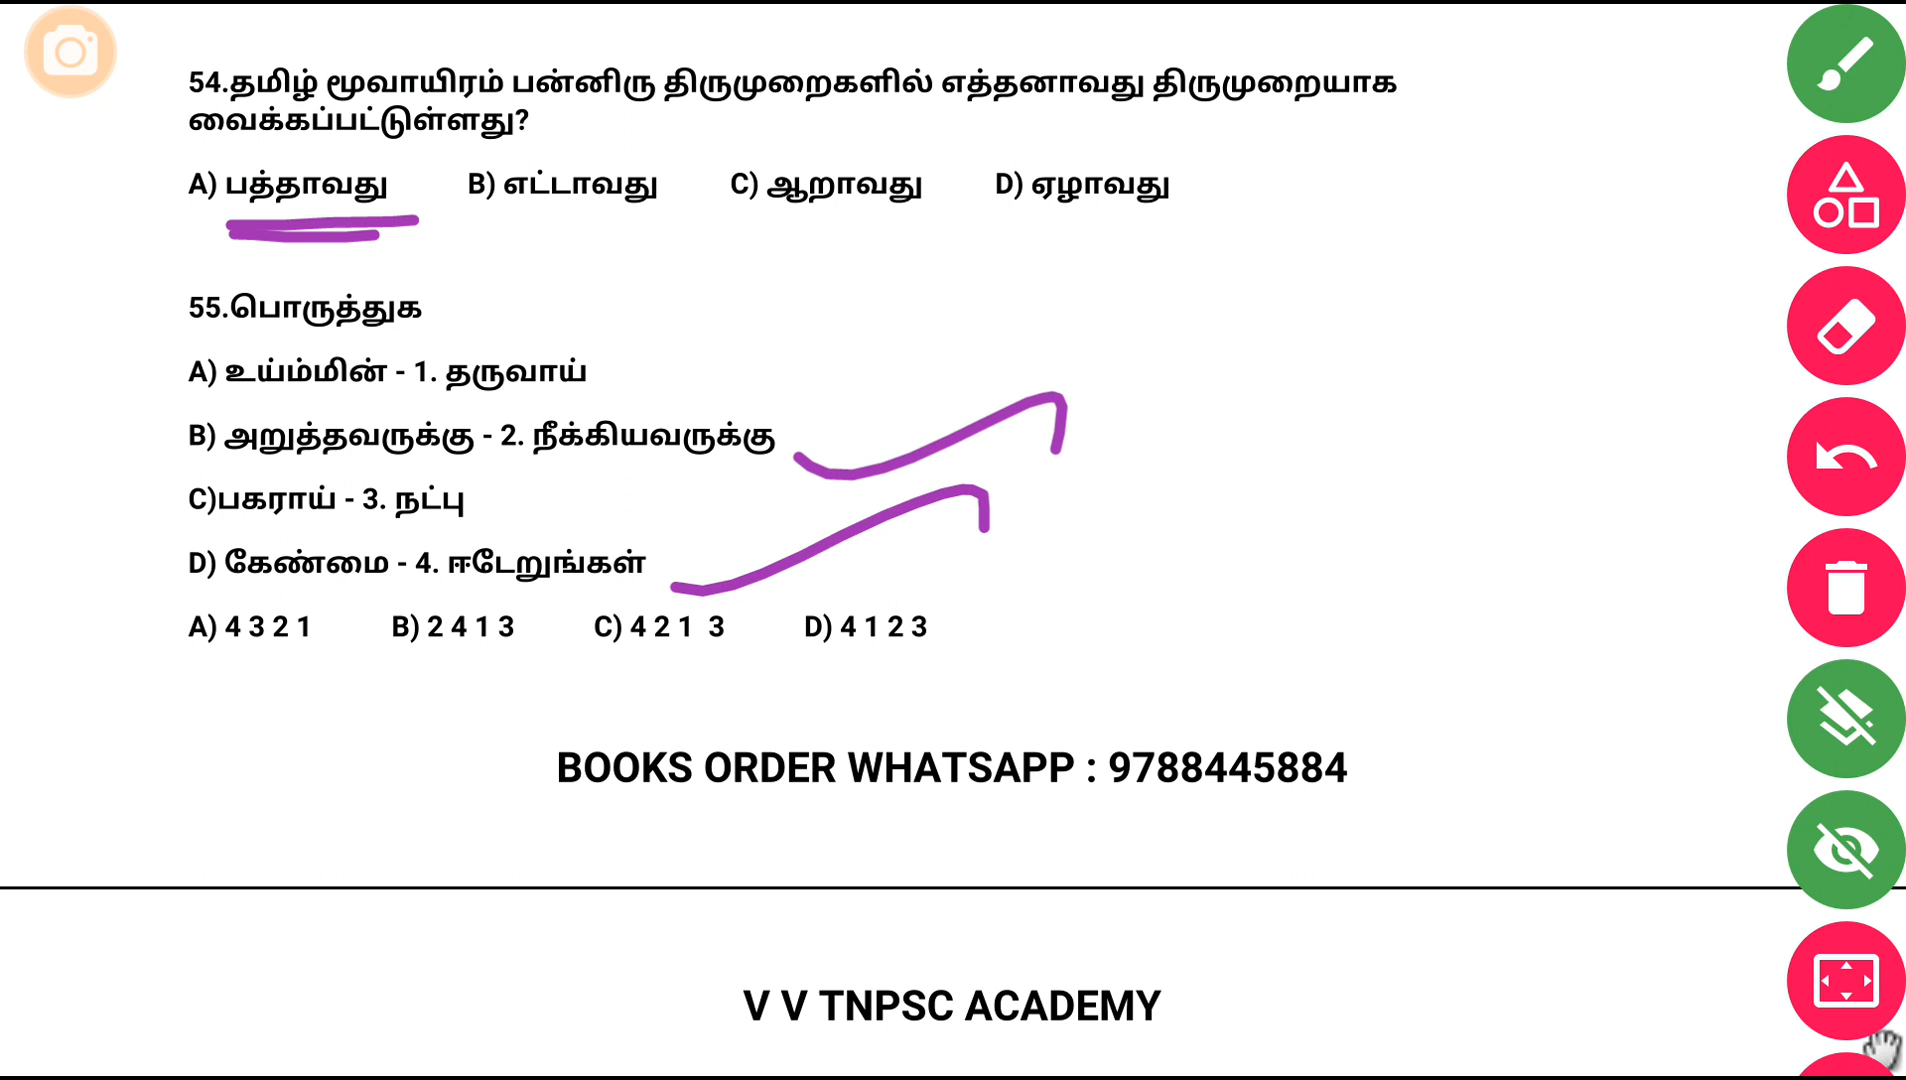 54.தமிழ் மூவாயிரம் பன்னிரு திருமுறைகளில் எத்தனாவது திருமுறையாக
வைக்கப்பட்டுள்ளது?
A) பத்தாவது B) எட்டாவது C) ஆறாவது D) ஏழாவது
55.பொருத்துக
A) உய்ம்மின் - 1. தருவாய்
B) அறுத்தவருக்கு - 2. நீக்கியவருக்கு
C)பகராய் - 3. நட்பு
D) கேண்மை - 4. ஈடேறுங்கள்
A) 4 3 2 1 B) 2 4 1 3 C) 4 2 1 3 D) 4 1 2 3
BOOKS ORDER WHATSAPP : 9788445884
V V TNPSC ACADEMY